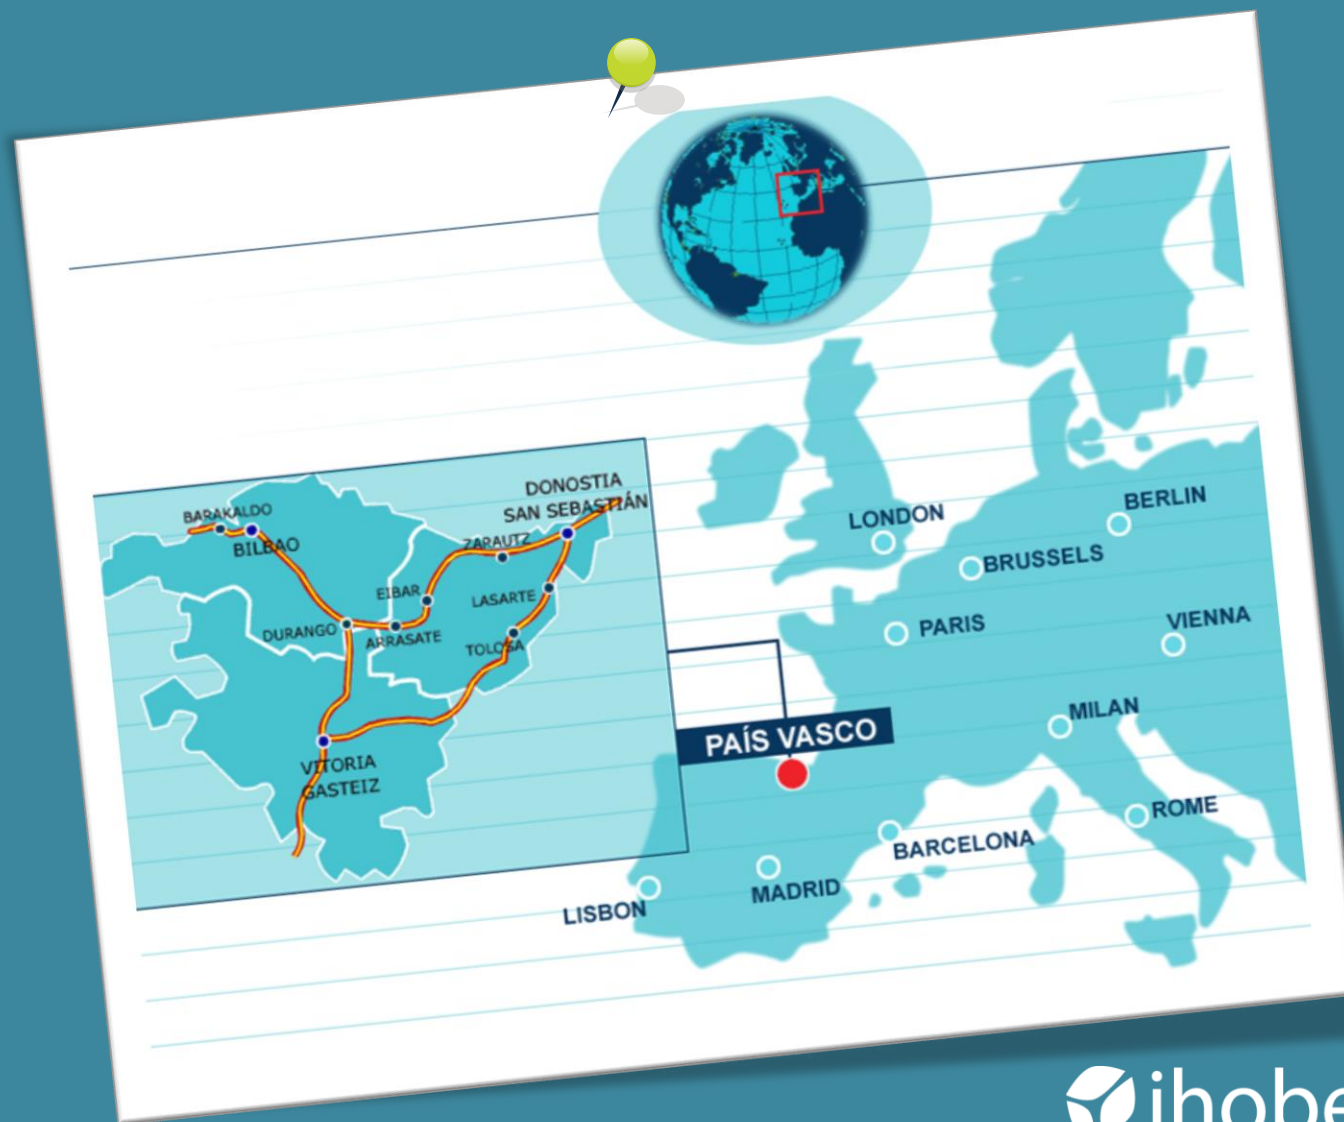 BARAKALDO
BILBAO
DONOSTIA
SAN SEBASTIÁN
ZARAUTZ
EIBAR
LASARTE
DURANGO
ARRASATE
TOLOSA
VITORIA
GASTEIZ
LONDON
BERLIN
BRUSSELS
PARIS
VIENNA
MILAN
PAÍS VASCO
ROME
BARCELONA
MADRID
LISBON
ihobe